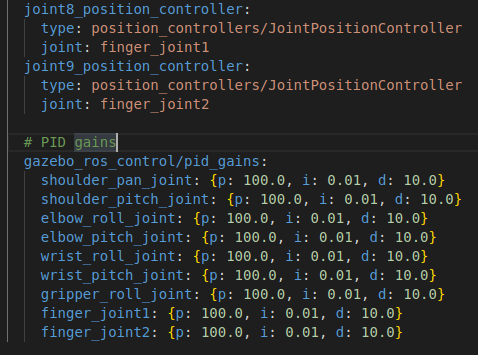 joint8_position_controller:
type: position_controllers/JointPositionController
joint: finger_joint1
joint9_position_controller:
type: position_controllers/JointPositionController
joint: finger_joint2
# PID gains
gazebo_ros_control/pid_gains:
shoulder_pan_joint: {p: 100.0, i: 0.01, d: 10.0}
shoulder_pitch_joint: {p: 100.0, i: 0.01, d: 10.0}
elbow_roll_joint: {p: 100.0, i: 0.01, d: 10.0}
elbow_pitch_joint: {p: 100.0, i: 0.01, d: 10.0}
wrist_roll_joint: {p: 100.0, i: 0.01, d: 10.0}
wrist_pitch_joint: {p: 100.0, i: 0.01, d: 10.0}
gripper_roll_joint: {p: 100.0, i: 0.01, d: 10.0}
finger_joint1: {p: 100.0, i: 0.01, d: 10.0}
finger_joint2: {p: 100.0, i: 0.01, d: 10.0}